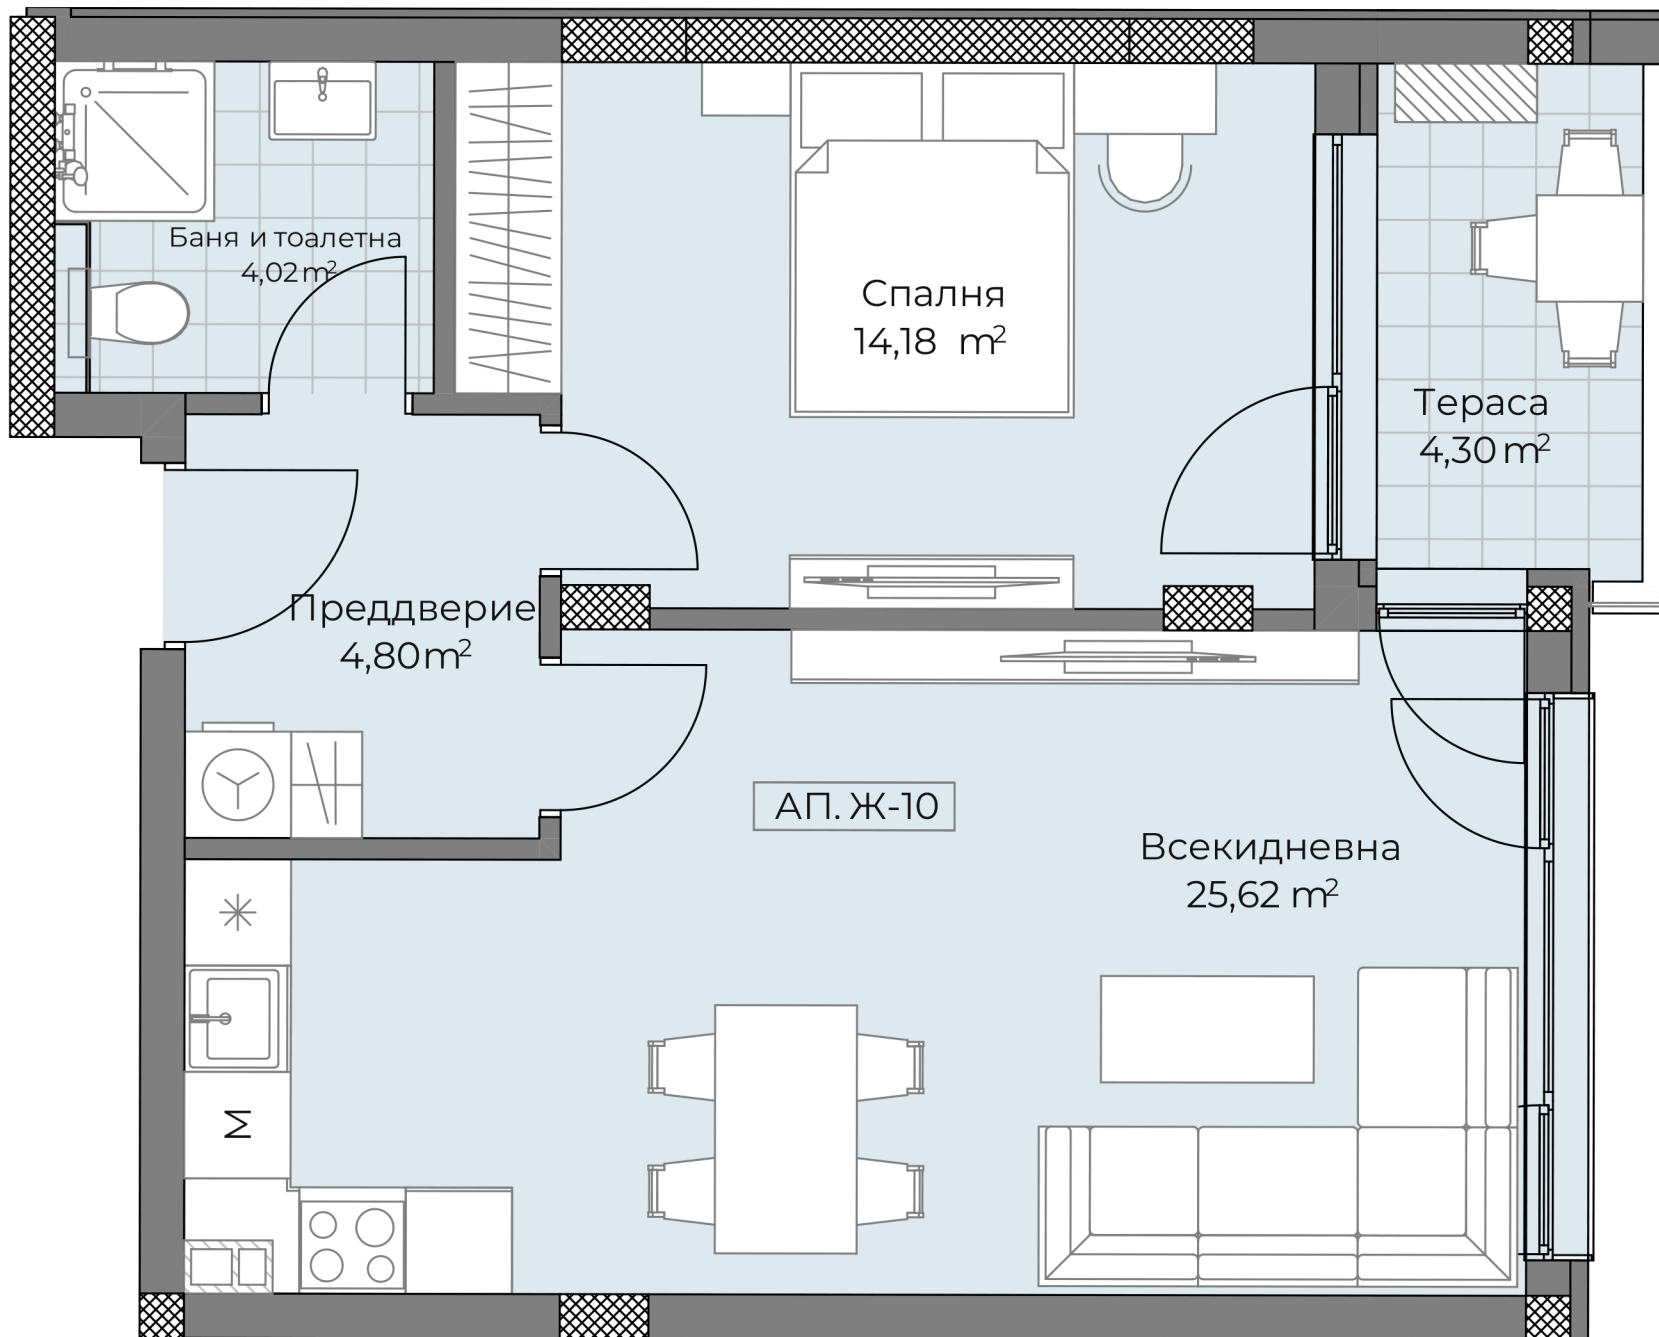 Баня и тоалетна
4,02 m²
Спалня
14,18 m²
Тераса
4,30 m²
Преддверие
4,80 m²
АП. Ж-10
Всекидневна
25,62 m²
М